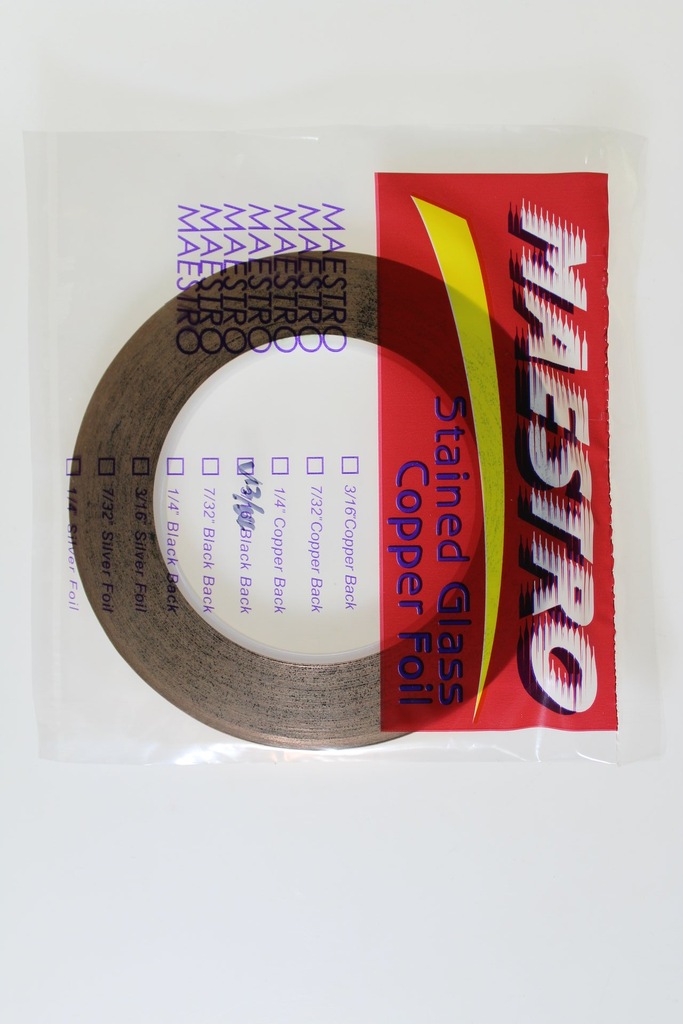 MAESTRO
Stained Glass
Copper Foil
MAESTRO
MAESTRO
MAESTRO
MAESTRO
MAESTRO
MAESTRO
MAESTRO
3/16"Copper Back
7/32"Copper Back
1/4" Copper Back
Black Back
7/32" Black Back
1/4" Black Back
3/16" Silver Foil
7/32" Silver Foil
1/4" Silver Foil